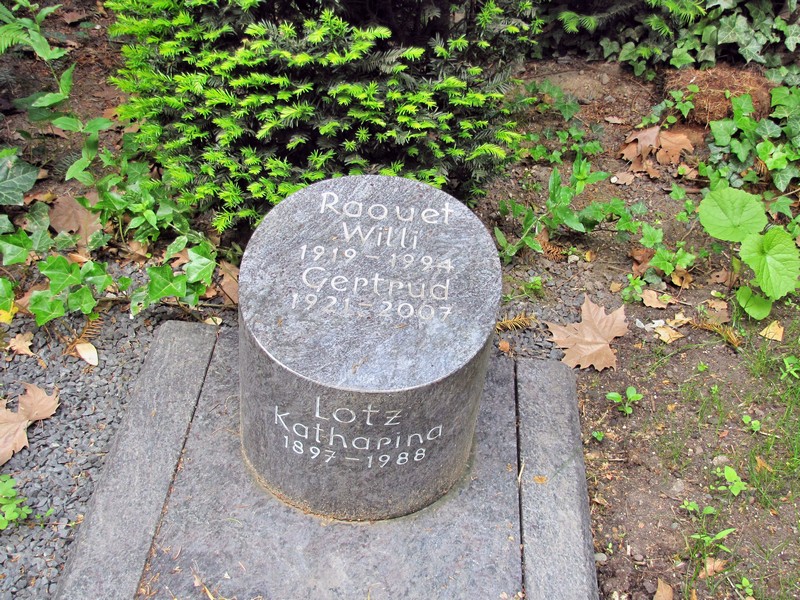 Raquet
Willi
1919 – 1994
Gertrud
1921 – 2007
Lotz
Katharina
1897 – 1988